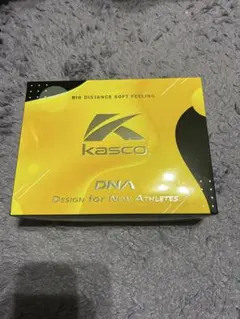 BIG DISTANCE SOFT FEELING
Kasco
DNA
DESIGN FOR NEW ATHLETES